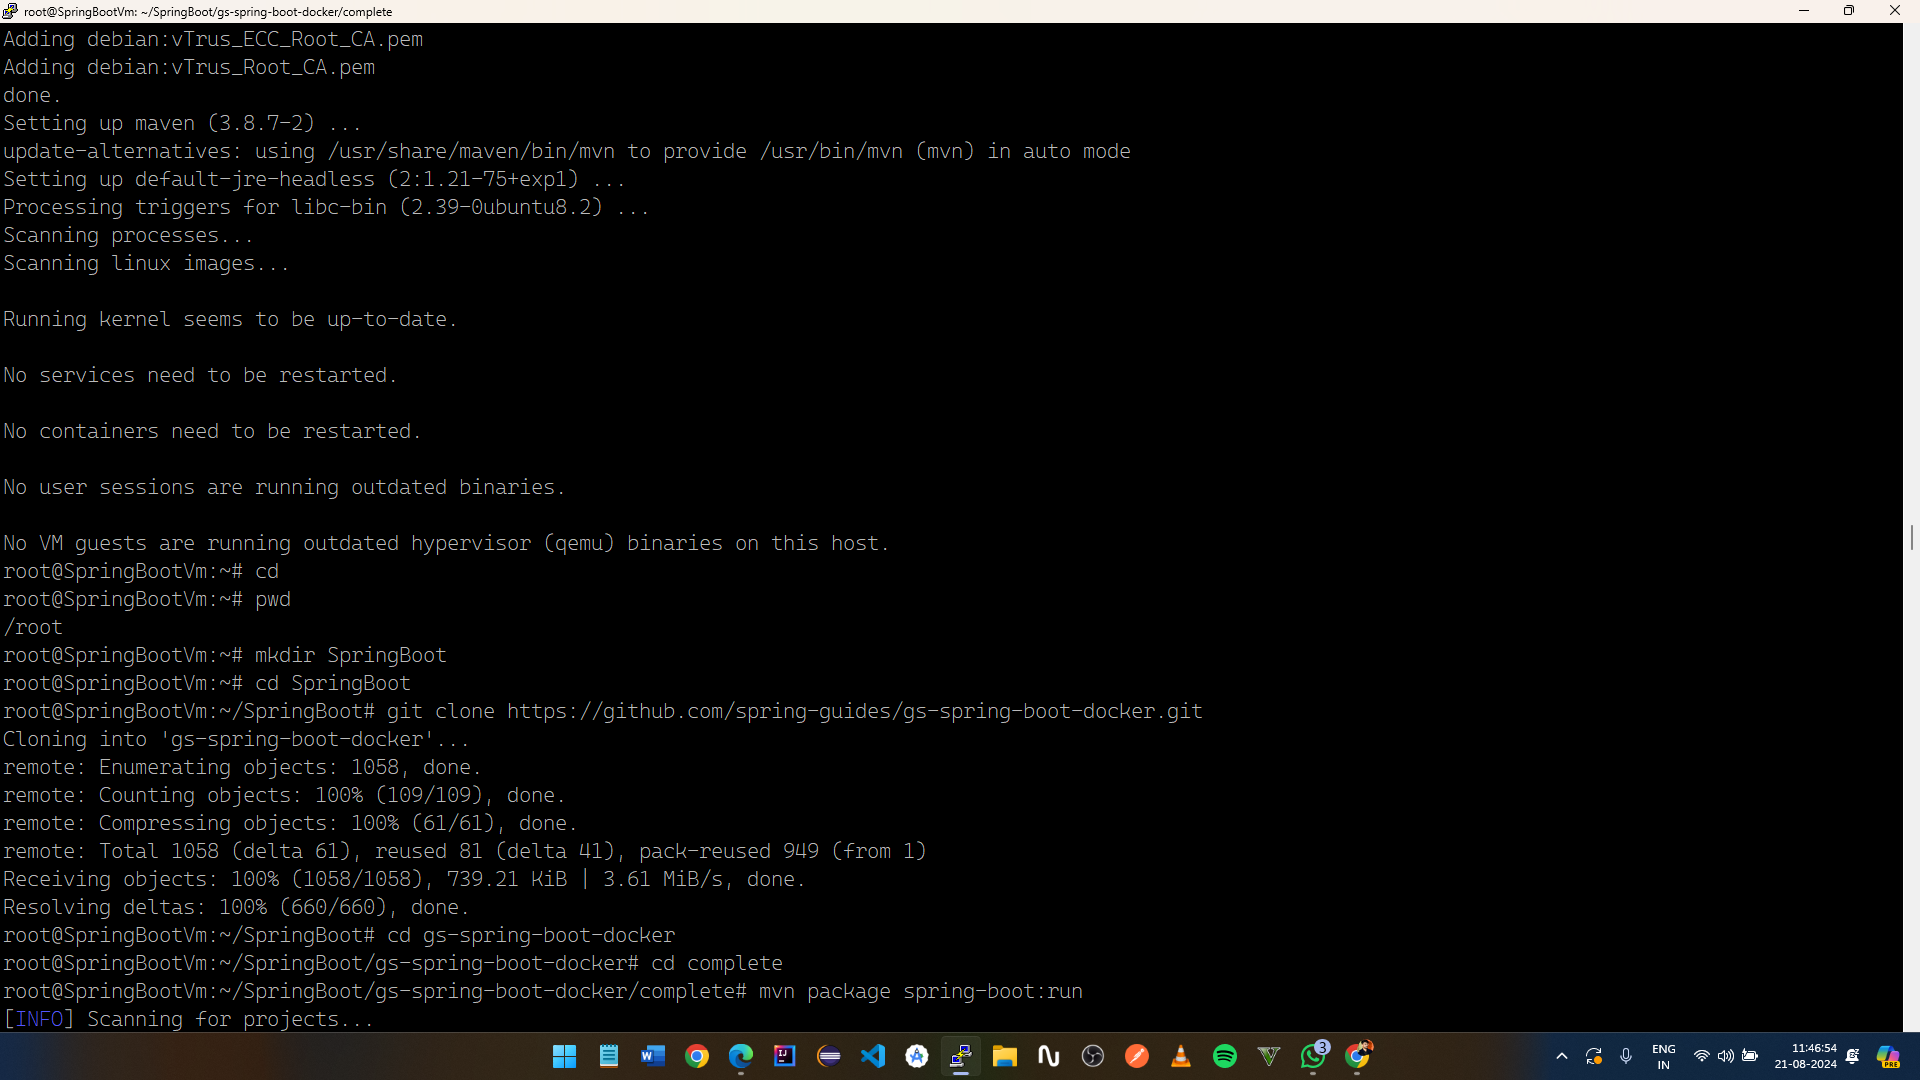 root@SpringBootVm: ~/SpringBoot/gs-spring-boot-docker/complete
Adding debian:vTrus_ECC_Root_CA.pem
Adding debian:vTrus_Root_CA.pem
done.
Setting up maven (3.8.7-2) ...
update-alternatives: using /usr/share/maven/bin/mvn to provide /usr/bin/mvn (mvn) in auto mode
Setting up default-jre-headless (2:1.21-75+exp1) ...
Processing triggers for libc-bin (2.39-0ubuntu8.2) ...
Scanning processes...
Scanning linux images...
Running kernel seems to be up-to-date.
No services need to be restarted.
No containers need to be restarted.
No user sessions are running outdated binaries.
No VM guests are running outdated hypervisor (qemu) binaries on this host.
root@SpringBootVm:~# cd
root@SpringBootVm:~# pwd
/root
root@SpringBootVm:~# mkdir SpringBoot
root@SpringBootVm:~# cd SpringBoot
root@SpringBootVm:~/SpringBoot# git clone https://github.com/spring-guides/gs-spring-boot-docker.git
Cloning into 'gs-spring-boot-docker'...
remote: Enumerating objects: 1058, done.
remote: Counting objects: 100% (109/109), done.
remote: Compressing objects: 100% (61/61), done.
remote: Total 1058 (delta 61), reused 81 (delta 41), pack-reused 949 (from 1)
Receiving objects: 100% (1058/1058), 739.21 KiB | 3.61 MiB/s, done.
Resolving deltas: 100% (660/660), done.
root@SpringBootVm:~/SpringBoot# cd gs-spring-boot-docker
root@SpringBootVm:~/SpringBoot/gs-spring-boot-docker# cd complete
root@SpringBootVm:~/SpringBoot/gs-spring-boot-docker/complete# mvn package spring-boot:run
[INFO] Scanning for projects...
3
ENG
IN
11:46:54
21-08-2024
PRE